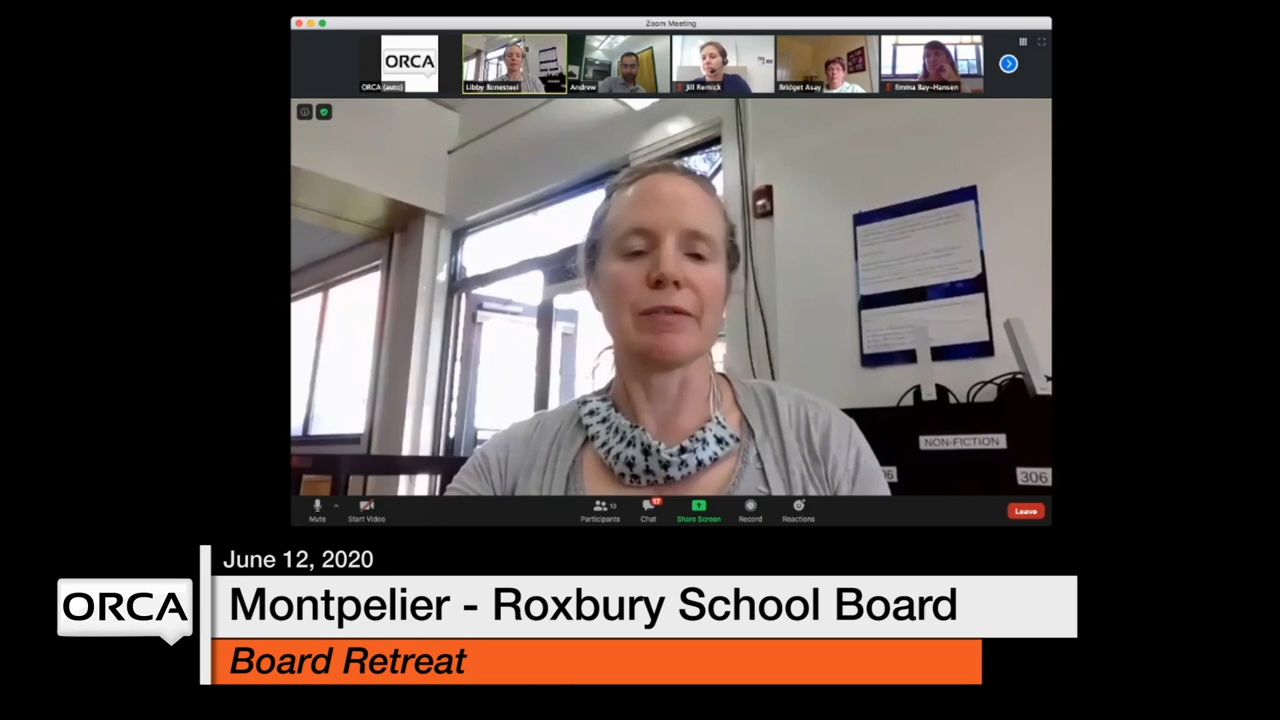 Zoom Meeting
ORCA
ORCA (auto)
Libby Bonesteel
Andrew
Jill Remick
Bridget Asay
Emma Bay-Hansen
NON-FICTION
306
Mute
Start Video
Participants
13
Chat
17
Share Screen
Record
Reactions
Leave
June 12, 2020
ORCA
Montpelier - Roxbury School Board
Board Retreat